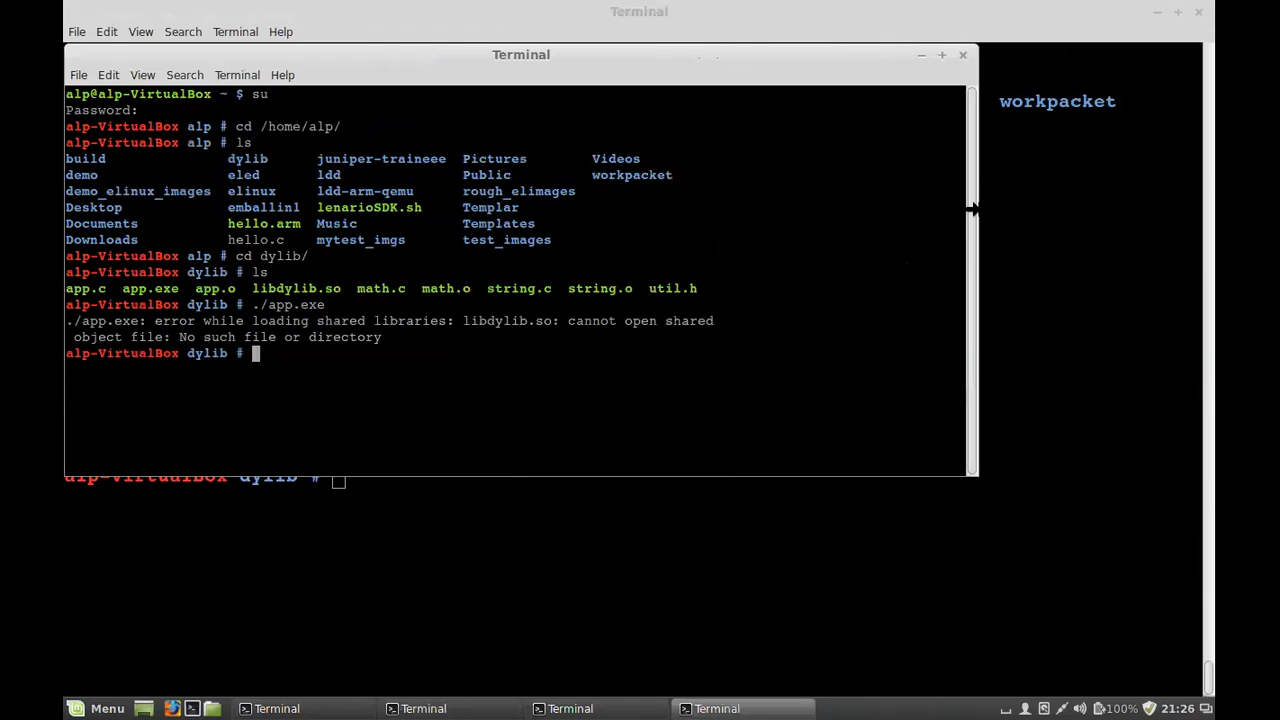 Terminal
File Edit View Search Terminal Help
Terminal
File Edit View Search Terminal Help
alp@alp-VirtualBox ~ $ su
Password:
alp-VirtualBox alp # cd /home/alp/
alp-VirtualBox alp # ls
build dylib juniper-traineee Pictures Videos
demo eled ldd Public workpacket
demo_elinux_images elinux ldd-arm-qemu rough_elimages
Desktop emballin1 lenarioSDK.sh Templar
Documents hello.arm Music Templates
Downloads hello.c mytest_imgs test_images
alp-VirtualBox alp # cd dylib/
alp-VirtualBox dylib # ls
app.c app.exe app.o libdylib.so math.c math.o string.c string.o util.h
alp-VirtualBox dylib # ./app.exe
./app.exe: error while loading shared libraries: libdylib.so: cannot open shared
object file: No such file or directory
alp-VirtualBox dylib #
workpacket
alp-VirtualBox dylib #
Menu Terminal Terminal Terminal Terminal 100% 21:26